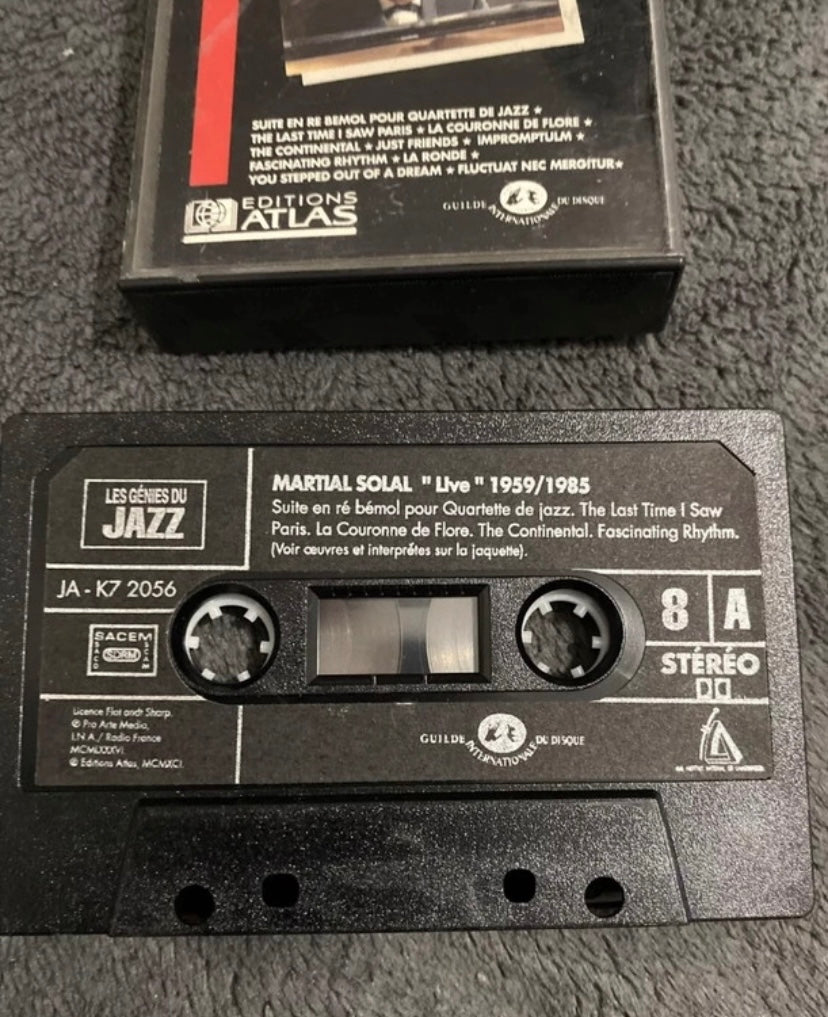 SUITE EN RE BEMOL POUR QUARTETTE DE JAZZ ★
THE LAST TIME I SAW PARIS ★ LA COURONNE DE FLORE ★
THE CONTINENTAL ★ JUST FRIENDS ★ IMPROMPTULM ★
FASCINATING RHYTHM ★ LA RONDE ★
YOU STEPPED OUT OF A DREAM ★ FLUCTUAT NEC MERGITUR★
EDITIONS
ATLAS
GUILDE INTERNATIONALE DU DISQUE
LES GÉNIES DU
JAZZ
MARTIAL SOLAL "Live" 1959/1985
Suite en ré bémol pour Quartette de jazz. The Last Time I Saw
Paris. La Couronne de Flore. The Continental. Fascinating Rhythm.
(Voir œuvres et interprétes sur la jaquette).
JA - K7 2056
8 A
SACEM
SACD
SDRM
SCAM
STÉRÉO
Licence Flat and Sharp.
℗ Pro Arte Media,
I.N.A./ Radio France
MCMLXXXVI.
© Editions Atlas, MCMXCI.
GUILDE INTERNATIONALE DU DISQUE